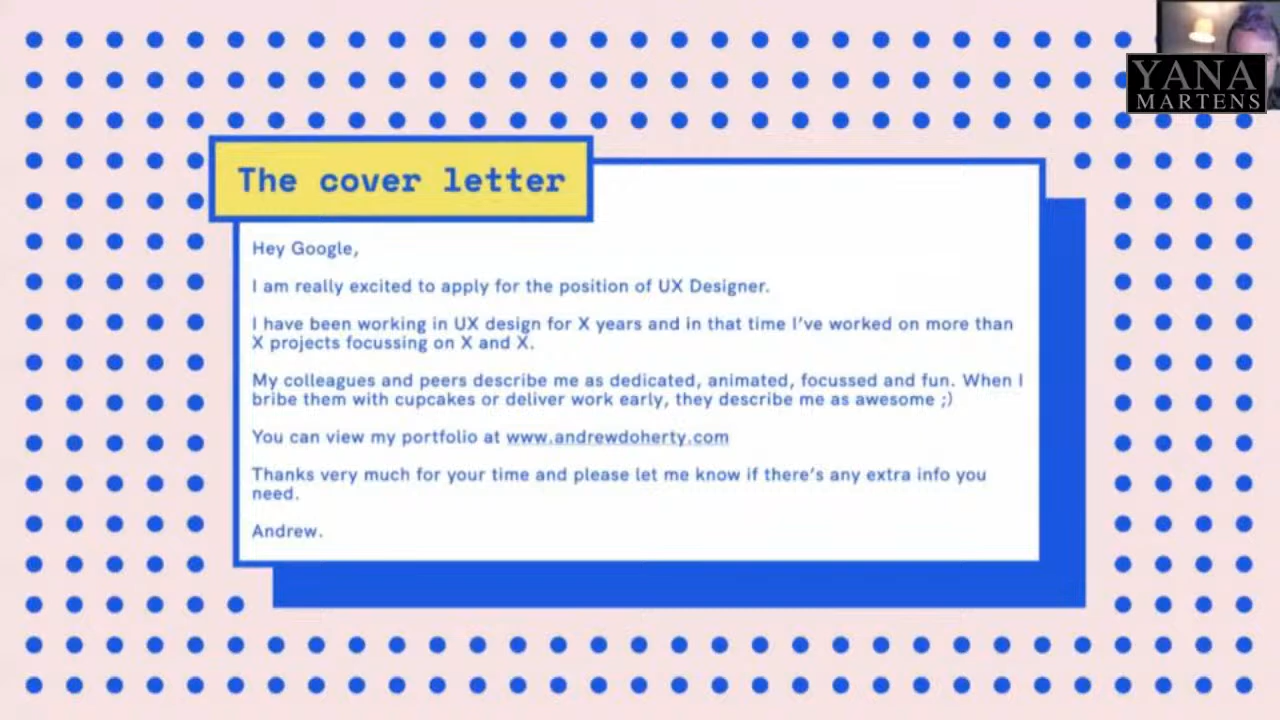 YANA
MARTENS
The cover letter
Hey Google,
I am really excited to apply for the position of UX Designer.
I have been working in UX design for X years and in that time I've worked on more than
X projects focussing on X and X.
My colleagues and peers describe me as dedicated, animated, focussed and fun. When I
bribe them with cupcakes or deliver work early, they describe me as awesome ;)
You can view my portfolio at www.andrewdoherty.com
Thanks very much for your time and please let me know if there's any extra info you
need.
Andrew.